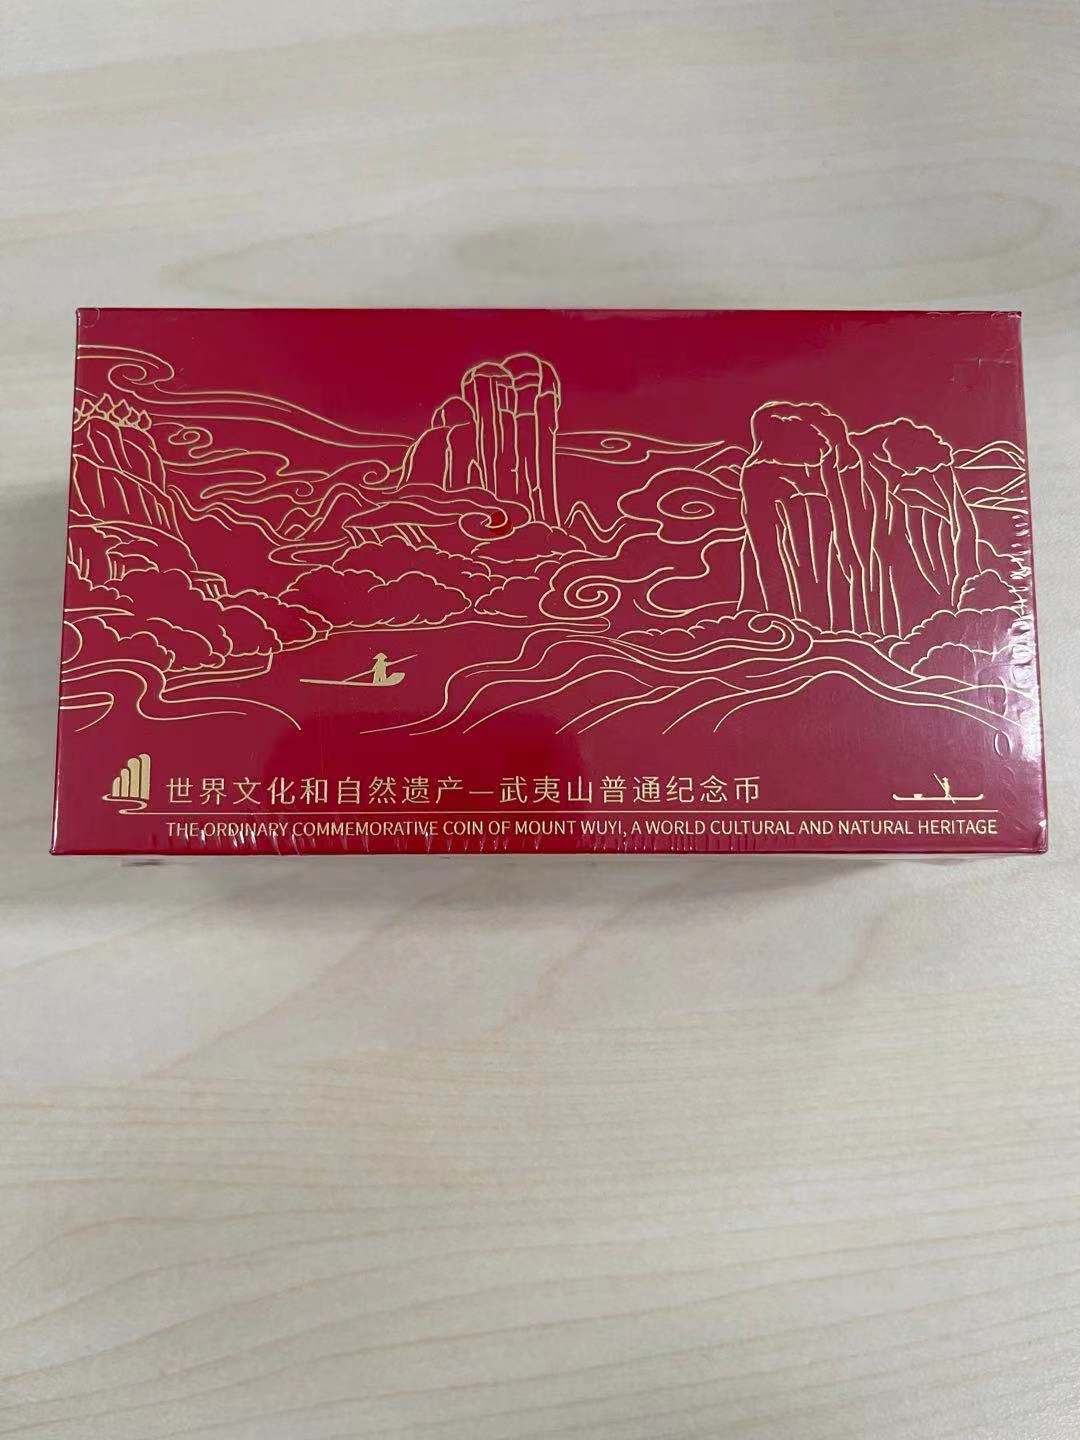 世界文化和自然遗产—武夷山普通纪念币
THE ORDINARY COMMEMORATIVE COIN OF MOUNT WUYI, A WORLD CULTURAL AND NATURAL HERITAGE